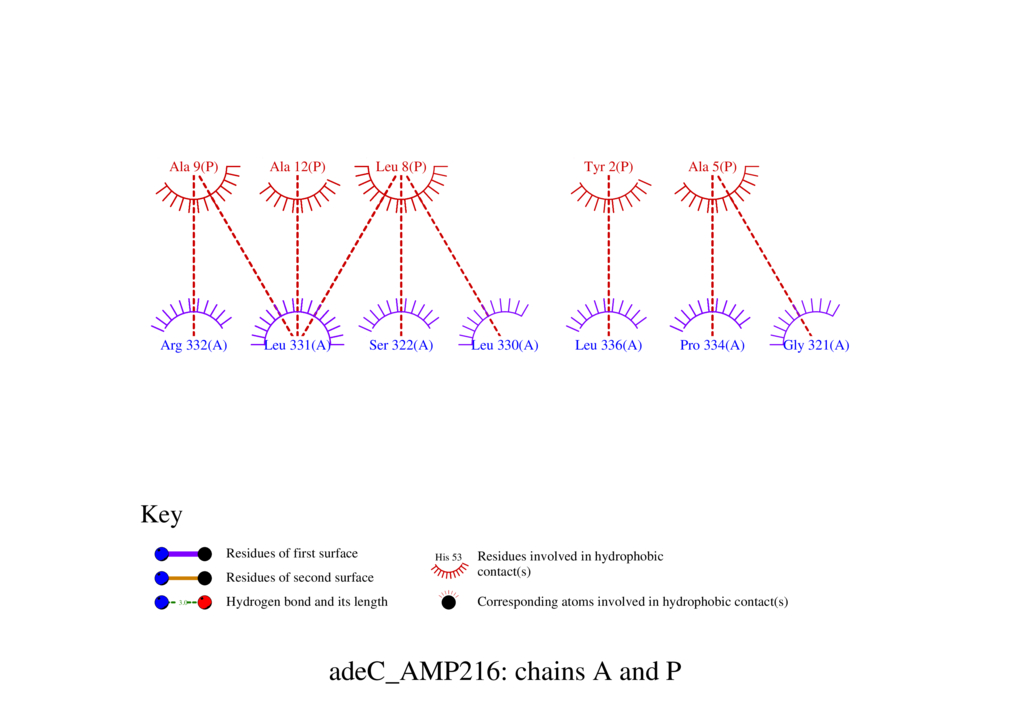 Ala 9(P) Ala 12(P) Leu 8(P) Tyr 2(P) Ala 5(P)
Arg 332(A) Leu 331(A) Ser 322(A) Leu 330(A) Leu 336(A) Pro 334(A) Gly 321(A)
Key
Residues of first surface
Residues of second surface
3.0
Hydrogen bond and its length
His 53
Residues involved in hydrophobic
contact(s)
Corresponding atoms involved in hydrophobic contact(s)
adeC_AMP216: chains A and P